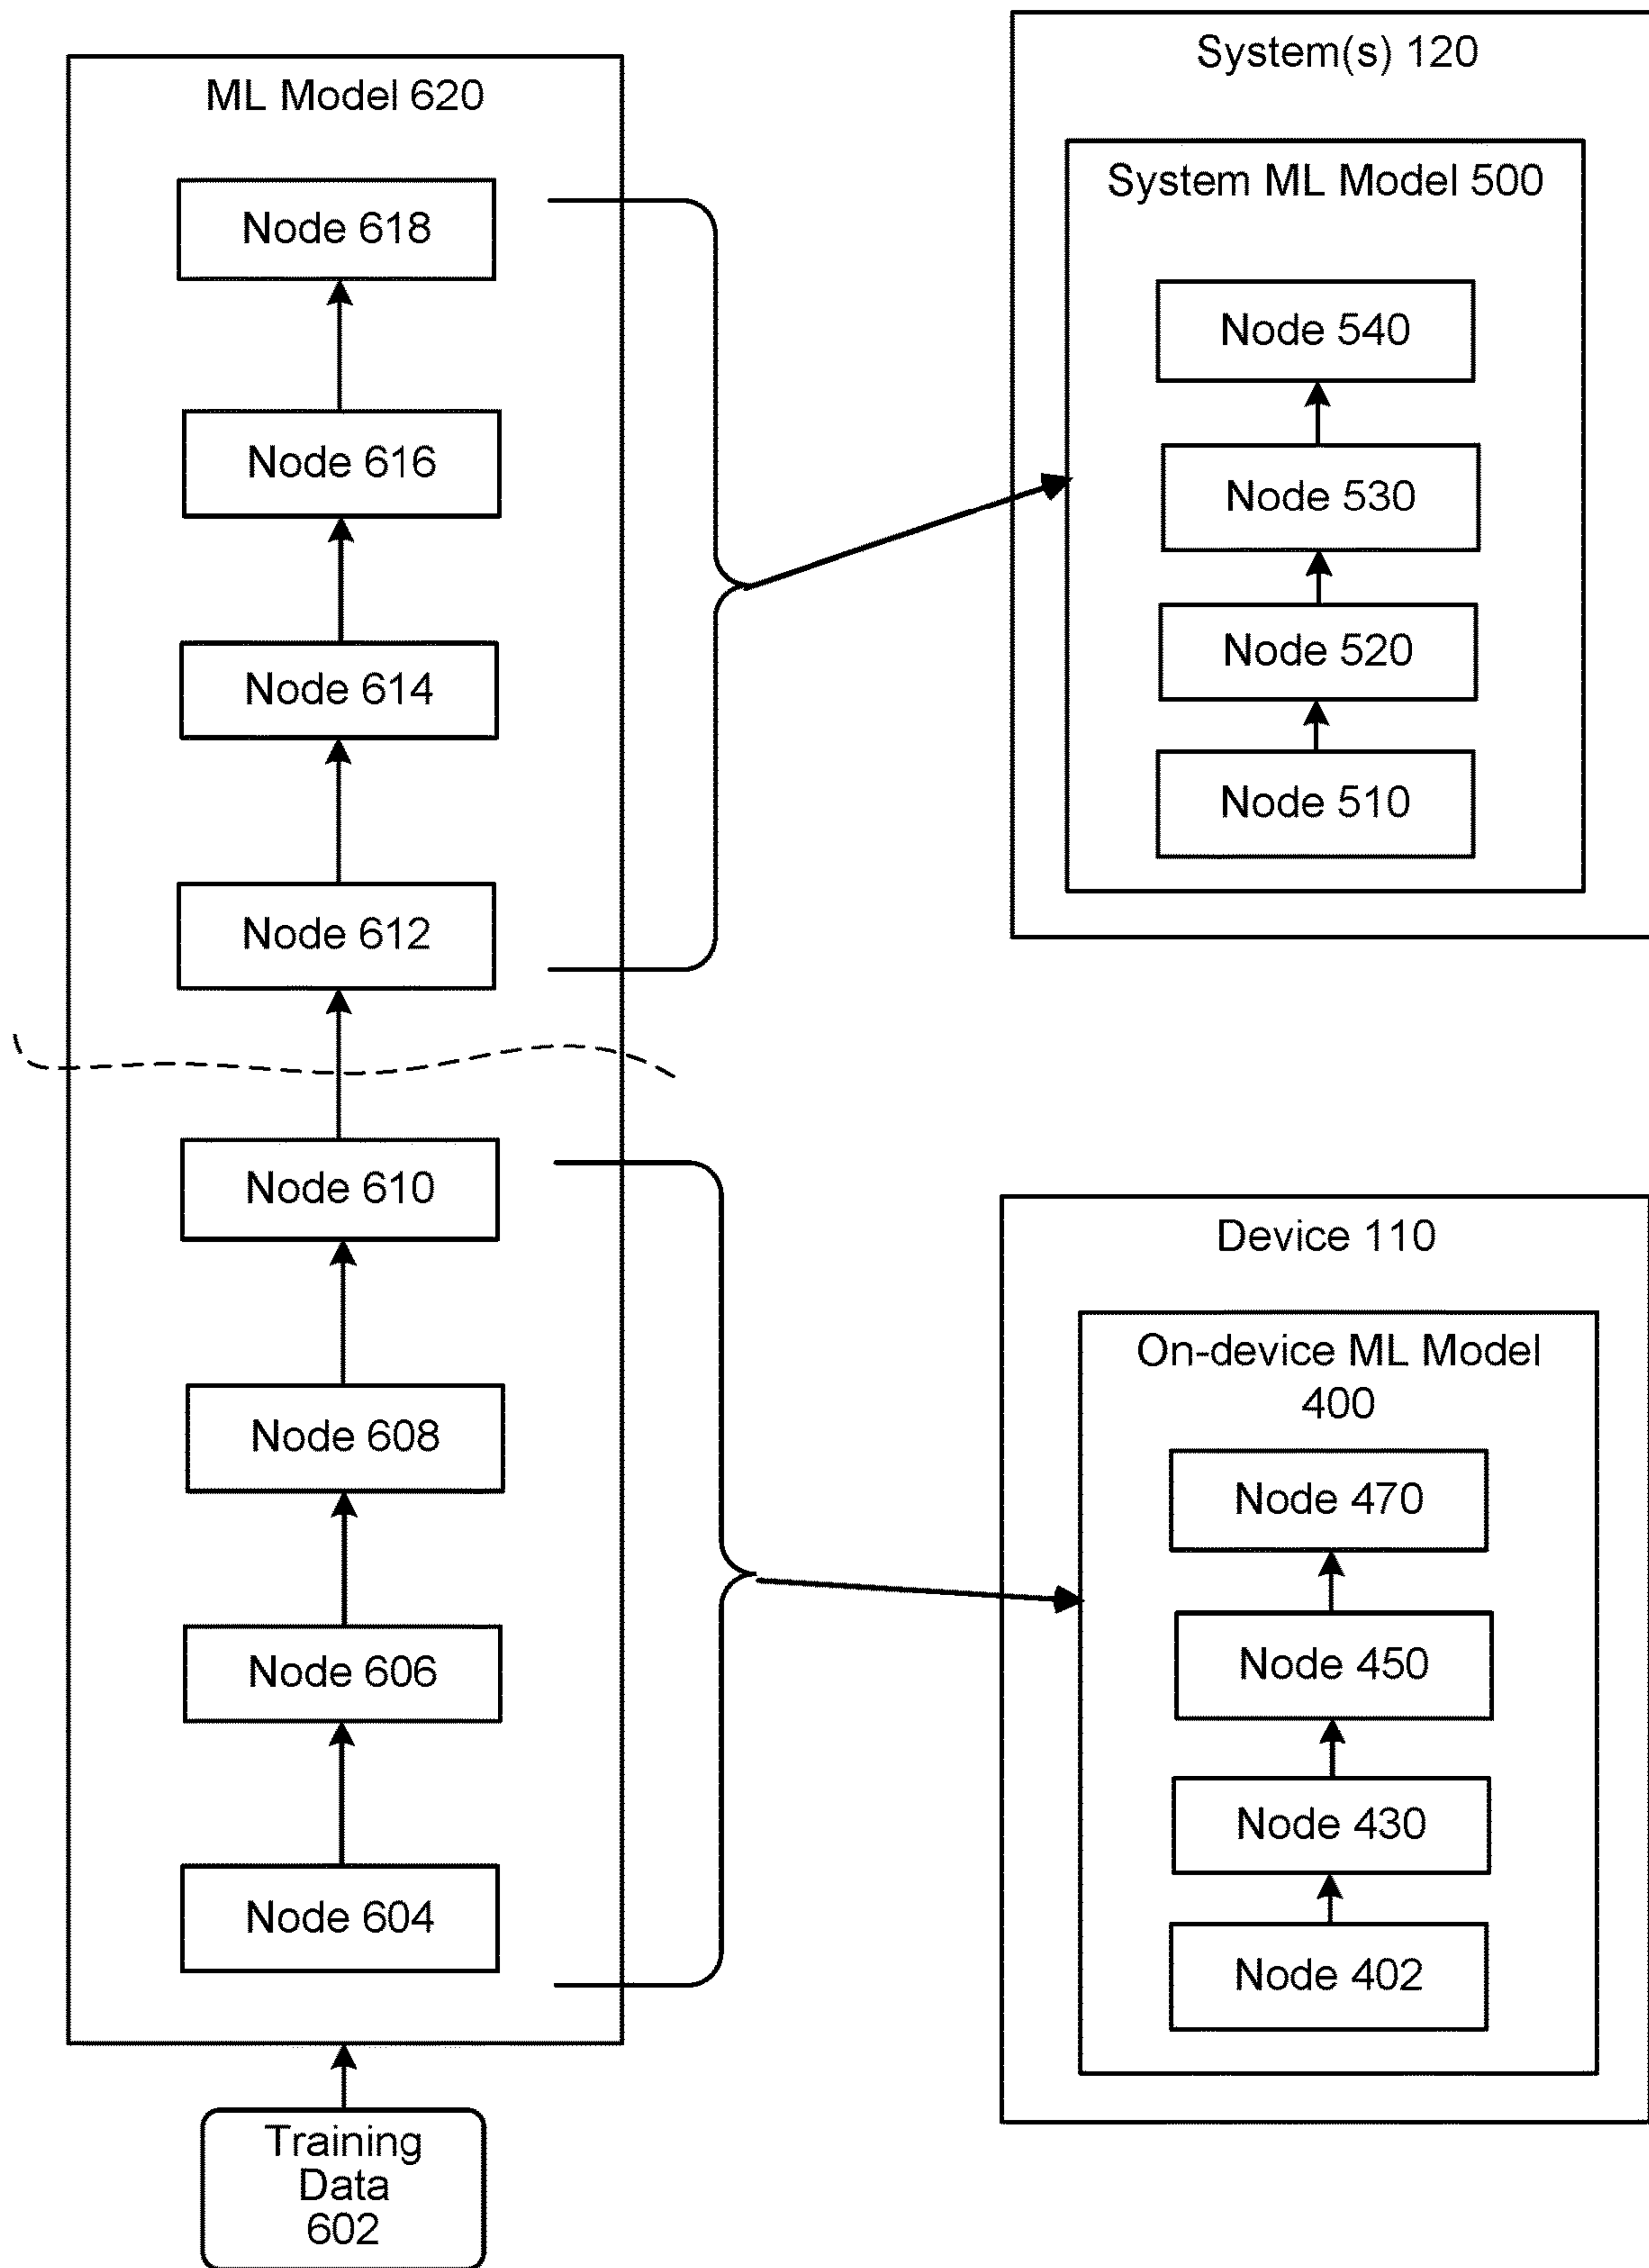 ML Model 620
Node 618
Node 616
Node 614
Node 612
Node 610
Node 608
Node 606
Node 604
Training
Data
602
System(s) 120
System ML Model 500
Node 540
Node 530
Node 520
Node 510
Device 110
On-device ML Model
400
Node 470
Node 450
Node 430
Node 402